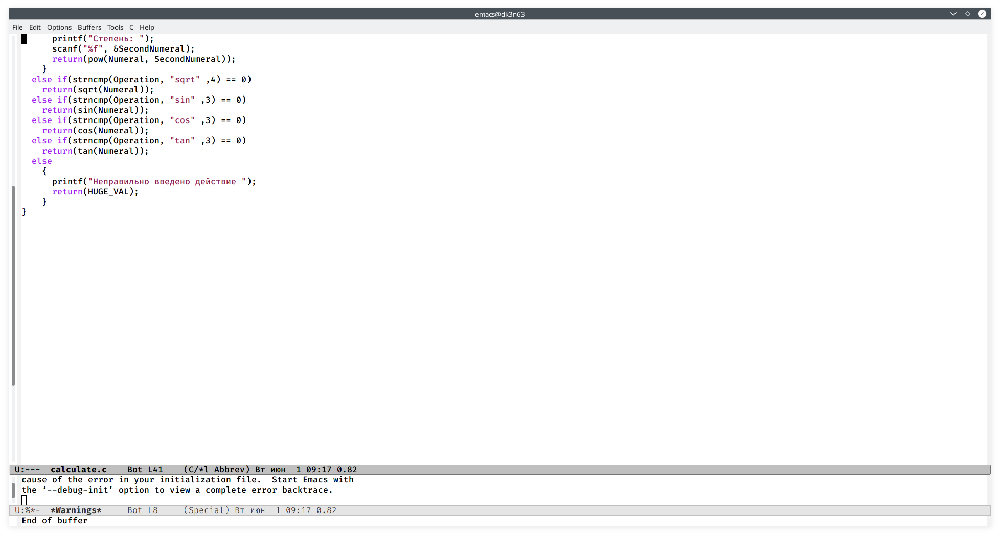 emacs@dk3n63
File Edit Options Buffers Tools C Help
      printf("Степень: ");
      scanf("%f", &SecondNumeral);
      return(pow(Numeral, SecondNumeral));
    }
  else if(strncmp(Operation, "sqrt" ,4) == 0)
    return(sqrt(Numeral));
  else if(strncmp(Operation, "sin" ,3) == 0)
    return(sin(Numeral));
  else if(strncmp(Operation, "cos" ,3) == 0)
    return(cos(Numeral));
  else if(strncmp(Operation, "tan" ,3) == 0)
    return(tan(Numeral));
  else
    {
      printf("Неправильно введено действие ");
      return(HUGE_VAL);
    }
}
U:---  calculate.c    Bot L41    (C/*l Abbrev) Вт июн  1 09:17 0.82
cause of the error in your initialization file.  Start Emacs with
the ‘--debug-init’ option to view a complete error backtrace.
U:%*-  *Warnings*     Bot L8     (Special) Вт июн  1 09:17 0.82
End of buffer